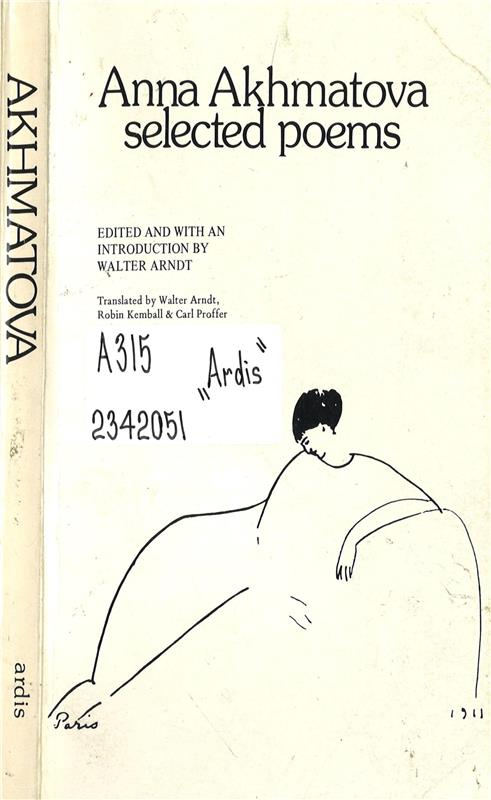 AKHMATOVA
ardis
Anna Akhmatova
selected poems
EDITED AND WITH AN
INTRODUCTION BY
WALTER ARNDT
Translated by Walter Arndt,
Robin Kemball & Carl Proffer
A315
„Ardis"
2342051
Paris
1911